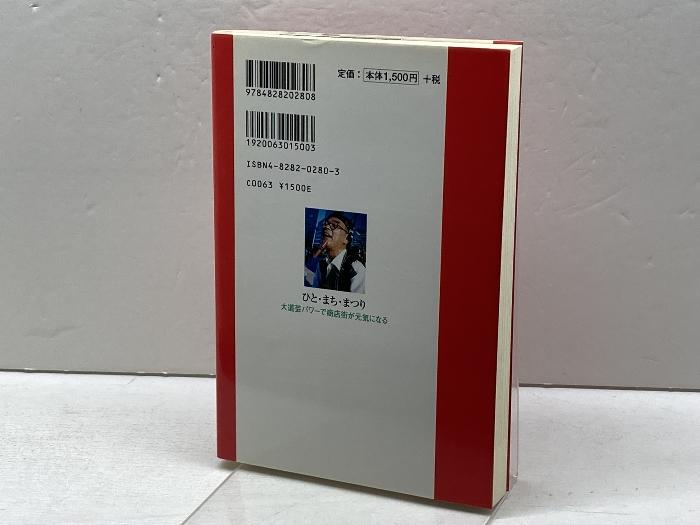 定価：本体1,500円 +税
9784828202808
1920063015003
ISBN4-8282-0280-3
C0063 ¥1500E
ひと・まち・まつり
大道芸パワーで商店街が元気になる